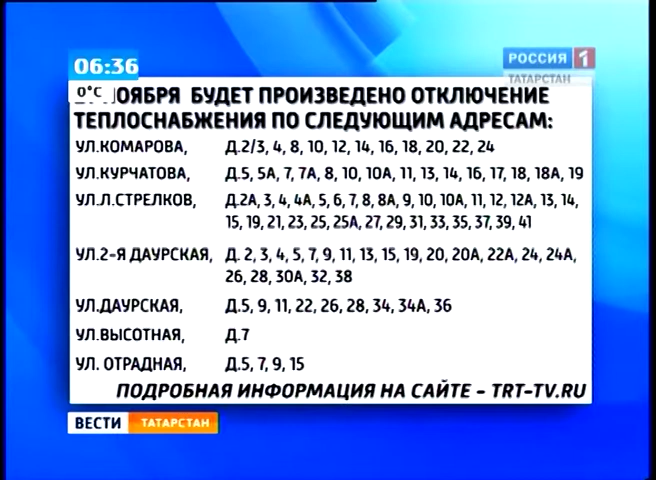 06:36
РОССИЯ 1
0°C
ТАТАРСТАН
НОЯБРЯ БУДЕТ ПРОИЗВЕДЕНО ОТКЛЮЧЕНИЕ
ТЕПЛОСНАБЖЕНИЯ ПО СЛЕДУЮЩИМ АДРЕСАМ:
УЛ.КОМАРОВА, Д.2/3, 4, 8, 10, 12, 14, 16, 18, 20, 22, 24
УЛ.КУРЧАТОВА, Д.5, 5А, 7, 7А, 8, 10, 10А, 11, 13, 14, 16, 17, 18, 18А, 19
УЛ.Л.СТРЕЛКОВ, Д.2А, 3, 4, 4А, 5, 6, 7, 8, 8А, 9, 10, 10А, 11, 12, 12А, 13, 14,
15, 19, 21, 23, 25, 25А, 27, 29, 31, 33, 35, 37, 39, 41
УЛ.2-Я ДАУРСКАЯ, Д. 2, 3, 4, 5, 7, 9, 11, 13, 15, 19, 20, 20А, 22А, 24, 24А,
26, 28, 30А, 32, 38
УЛ.ДАУРСКАЯ, Д.5, 9, 11, 22, 26, 28, 34, 34А, 36
УЛ.ВЫСОТНАЯ, Д.7
УЛ. ОТРАДНАЯ, Д.5, 7, 9, 15
ПОДРОБНАЯ ИНФОРМАЦИЯ НА САЙТЕ - TRT-TV.RU
ВЕСТИ ТАТАРСТАН